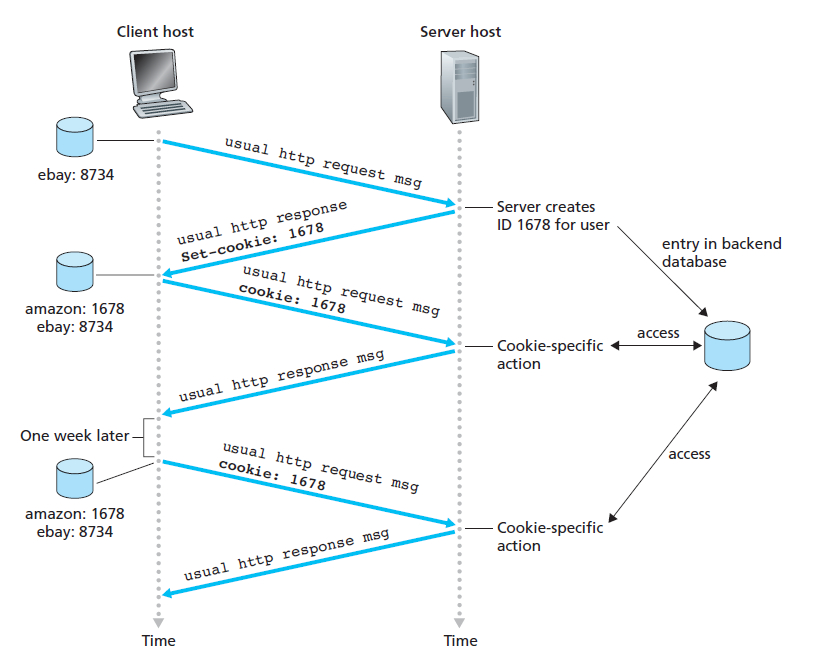 Client host
Server host
ebay: 8734
usual http request msg
Server creates
ID 1678 for user
entry in backend
database
usual http response
Set-cookie: 1678
amazon: 1678
ebay: 8734
usual http request msg
cookie: 1678
Cookie-specific
action
access
usual http response msg
One week later
amazon: 1678
ebay: 8734
usual http request msg
cookie: 1678
access
Cookie-specific
action
usual http response msg
Time
Time